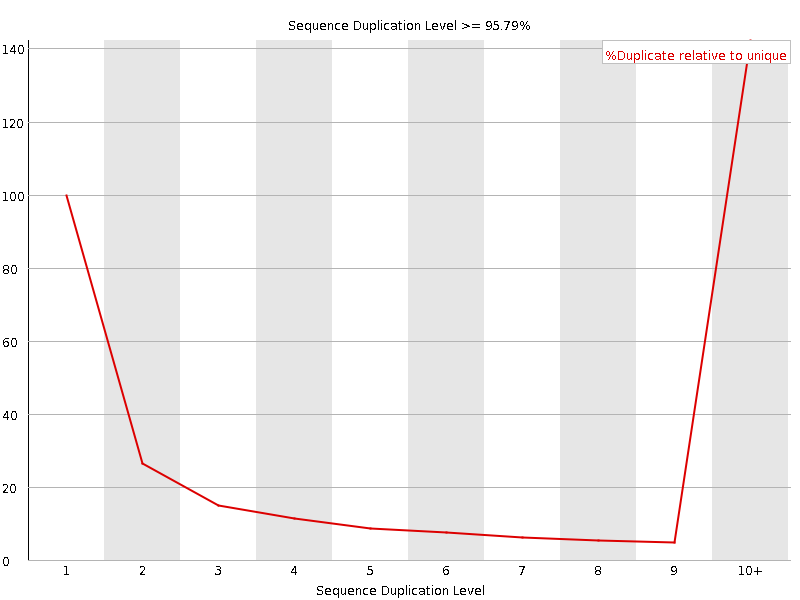 Sequence Duplication Level >= 95.79%
%Duplicate relative to unique
140
120
100
80
60
40
20
0
1 2 3 4 5 6 7 8 9 10+
Sequence Duplication Level